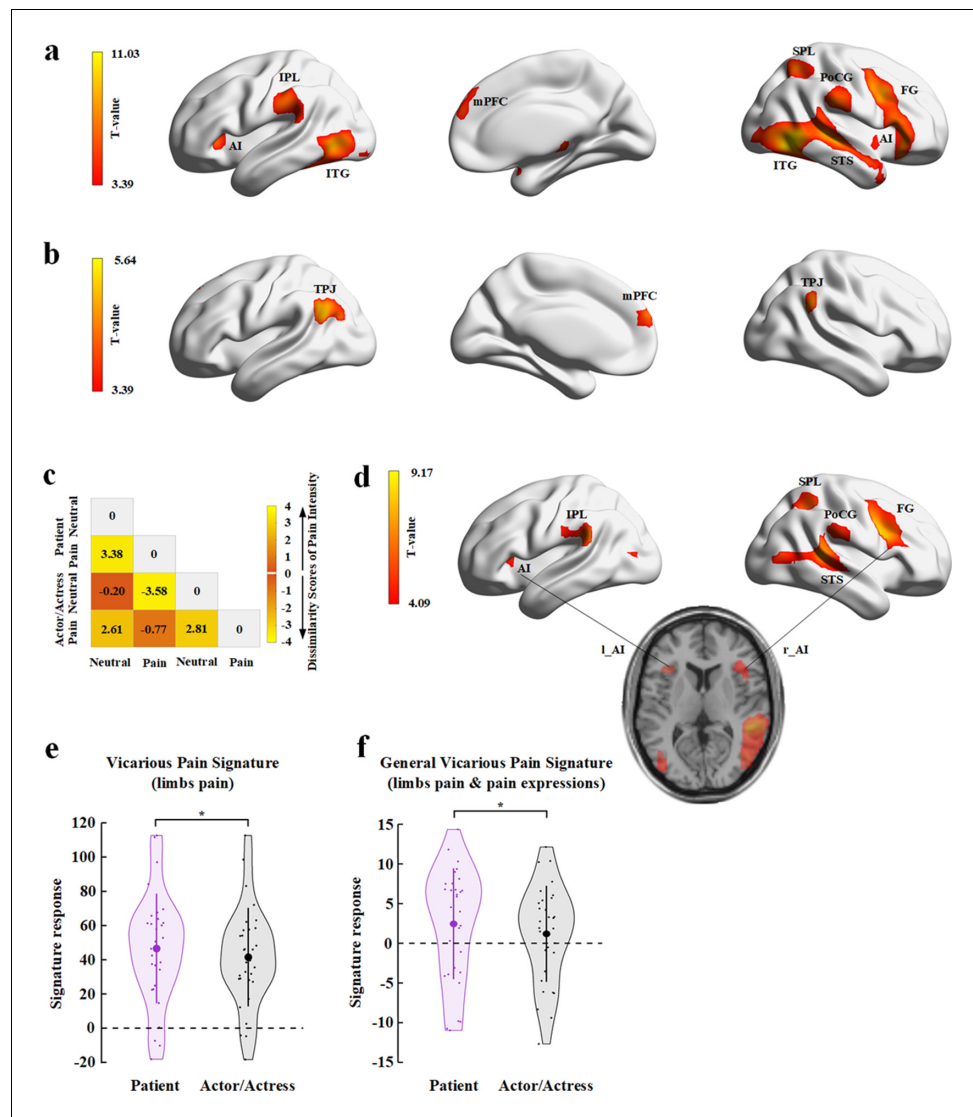 a
11.03
T-value
3.39
IPL
AI
ITG
mPFC
SPL
PoCG
FG
AI
STS
ITG
b
5.64
T-value
3.39
TPJ
mPFC
TPJ
c
Patient
Neutral
Pain
Actor/Actress
Neutral
Pain
0
3.38 0
-0.20 -3.58 0
2.61 -0.77 2.81 0
Neutral Pain Neutral Pain
4
3
2
1
0
-1
-2
-3
-4
Dissimilarity Scores of Pain Intensity
d
9.17
T-value
4.09
IPL
AI
SPL
PoCG
FG
STS
l_AI
r_AI
e
Vicarious Pain Signature
(limbs pain)
*
Signature response
120
100
80
60
40
20
0
-20
Patient Actor/Actress
f
General Vicarious Pain Signature
(limbs pain & pain expressions)
*
Signature response
15
10
5
0
-5
-10
-15
Patient Actor/Actress